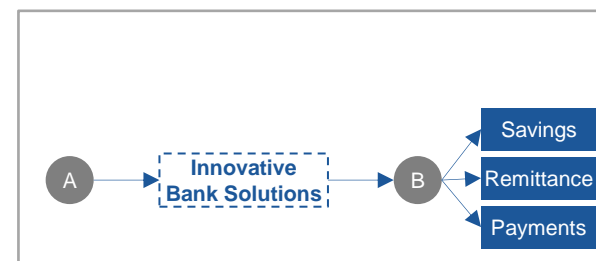 A
Innovative
Bank Solutions
B
Savings
Remittance
Payments